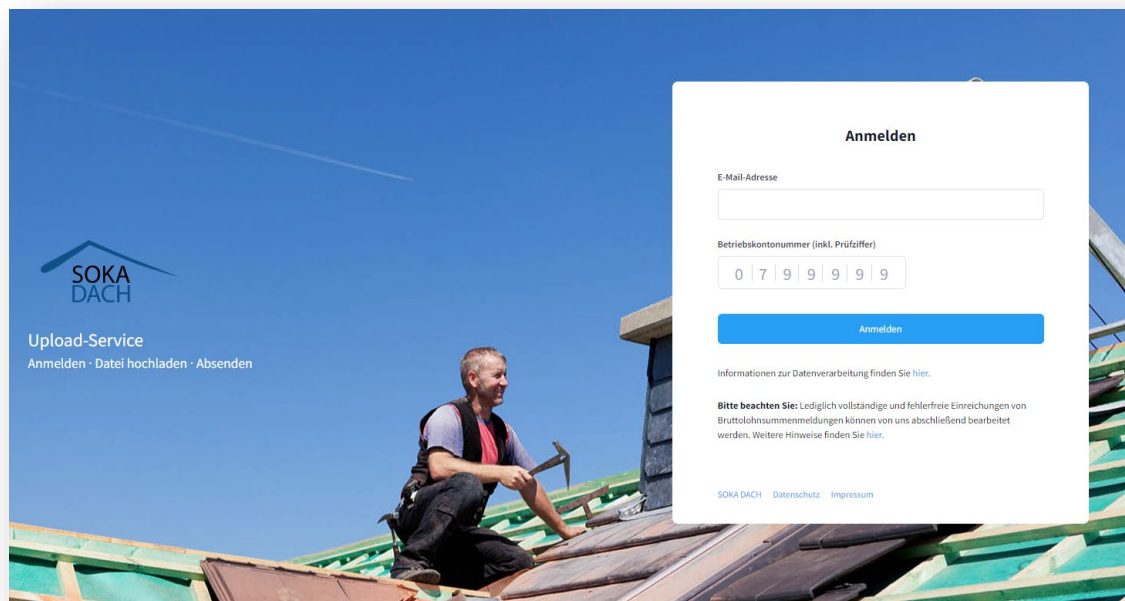 SOKA
DACH
Upload-Service
Anmelden · Datei hochladen · Absenden
Anmelden
E-Mail-Adresse
Betriebskontonummer (inkl. Prüfziffer)
0 7 9 9 9 9 9
Anmelden
Informationen zur Datenverarbeitung finden Sie hier.
Bitte beachten Sie: Lediglich vollständige und fehlerfreie Einreichungen von
Bruttolohnsummenmeldungen können von uns abschließend bearbeitet
werden. Weitere Hinweise finden Sie hier.
SOKA DACH Datenschutz Impressum